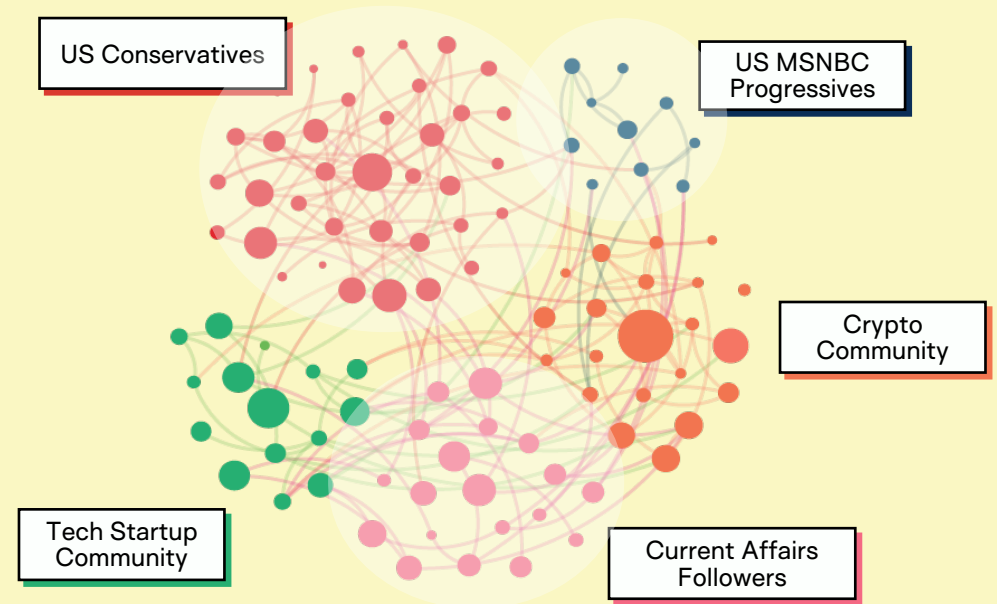 US Conservatives
US MSNBC
Progressives
Crypto
Community
Tech Startup
Community
Current Affairs
Followers